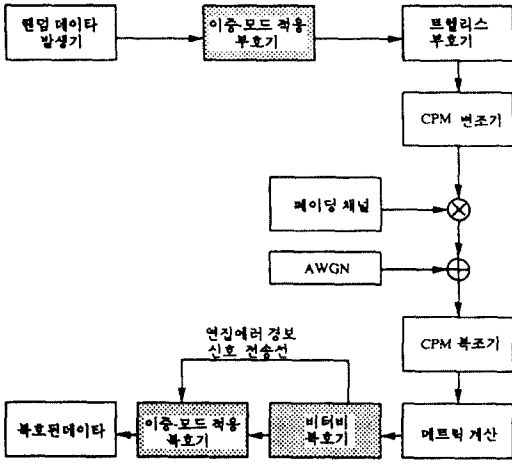 랜덤 데이타
발생기
이중-모드 적용
부호기
트렐리스
부호기
CPM 변조기
페이딩 채널
AWGN
CPM 복조기
연집에러 경보
신호 전송선
복호된데이타
이중-모드 적용
복호기
비터비
복호기
메트릭 계산